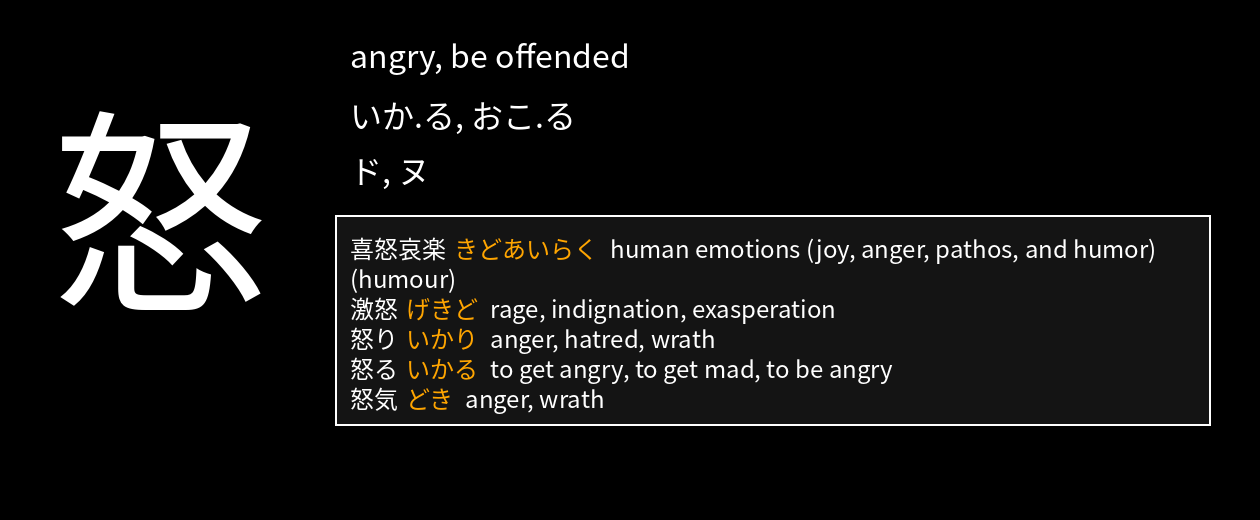 怒
angry, be offended
いか.る, おこ.る
ド, ヌ
喜怒哀楽 きどあいらく human emotions (joy, anger, pathos, and humor)
(humour)
激怒 げきど rage, indignation, exasperation
怒り いかり anger, hatred, wrath
怒る いかる to get angry, to get mad, to be angry
怒気 どき anger, wrath